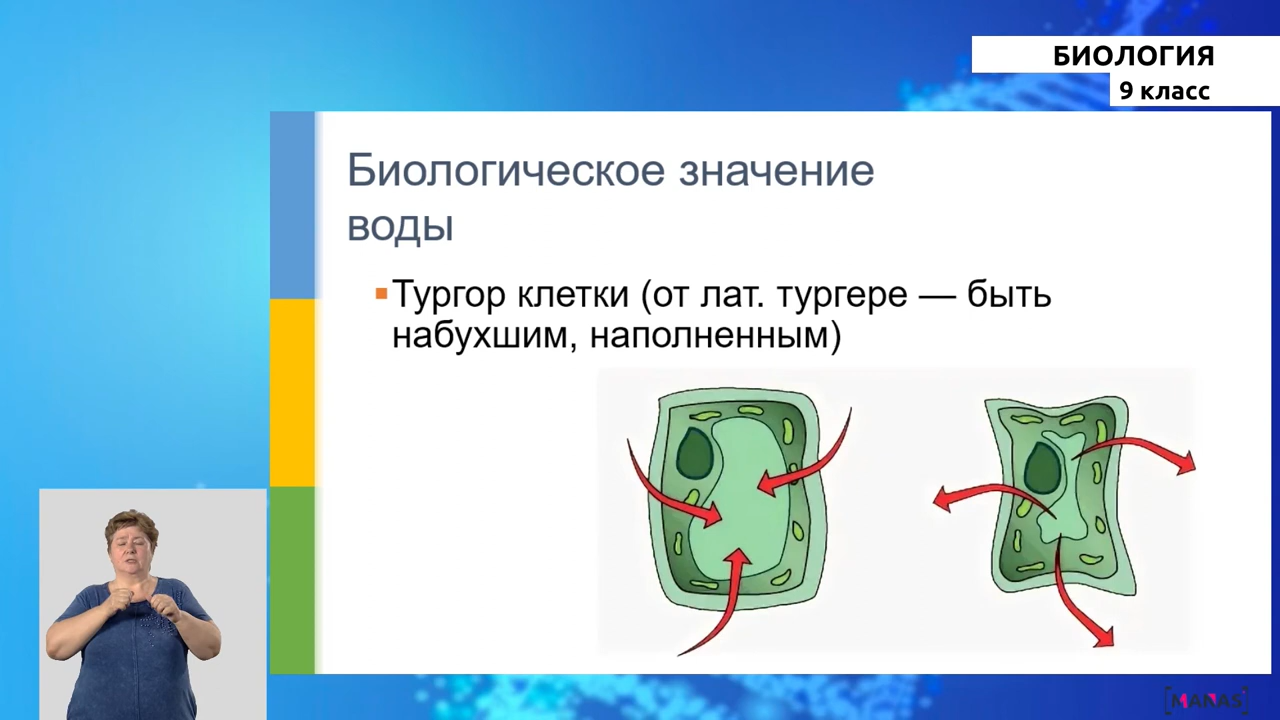 БИОЛОГИЯ
9 класс
Биологическое значение
воды
Тургор клетки (от лат. тургере — быть
набухшим, наполненным)
MANAS